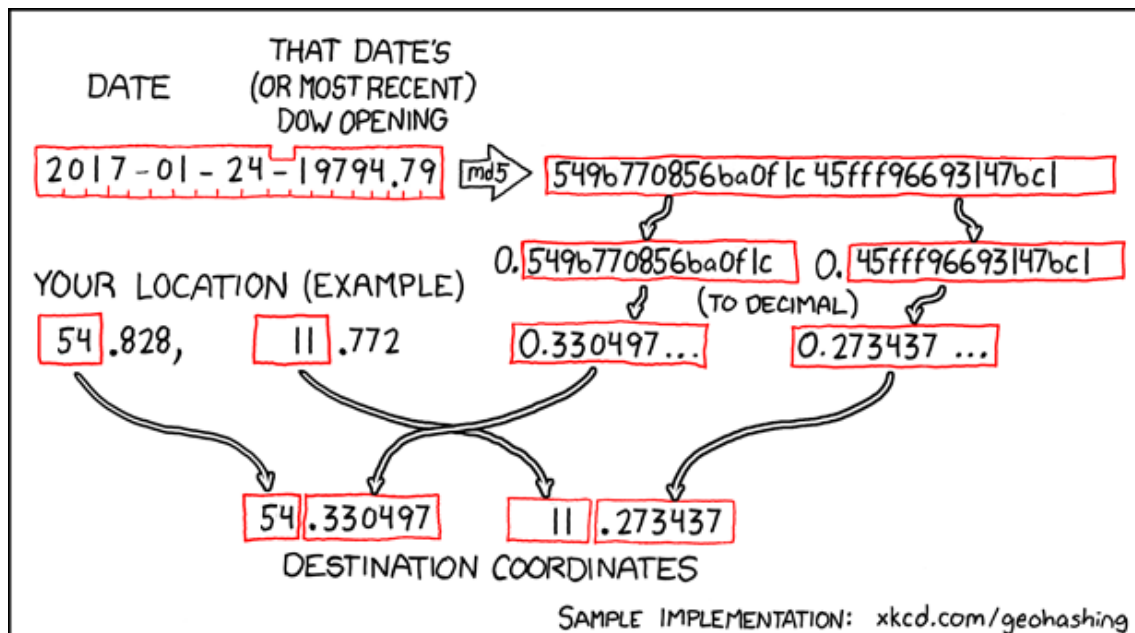 DATE
THAT DATE'S
(OR MOST RECENT)
DOW OPENING
2017-01-24-19794.79
md5
549b770856ba0f1c45fff96693147bc1
0.549b770856ba0f1c
0.45fff96693147bc1
(TO DECIMAL)
YOUR LOCATION (EXAMPLE)
54.828,
11.772
0.330497...
0.273437...
54.330497
11.273437
DESTINATION COORDINATES
SAMPLE IMPLEMENTATION: xkcd.com/geohashing